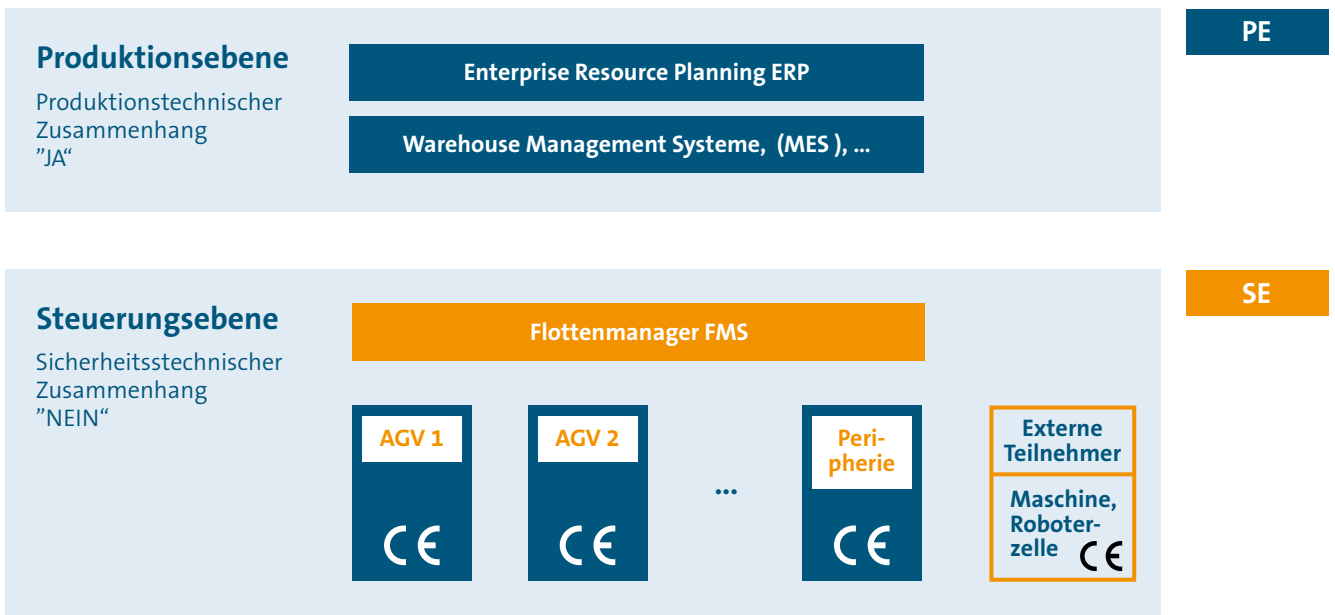 Produktionsebene
Produktionstechnischer
Zusammenhang
”JA“
Enterprise Resource Planning ERP
Warehouse Management Systeme,  (MES ), ...
PE
Steuerungsebene
Sicherheitsstechnischer
Zusammenhang
”NEIN“
Flottenmanager FMS
AGV 1
CE
AGV 2
CE
...
Peri-
pherie
CE
Externe
Teilnehmer
Maschine,
Roboter-
zelle
CE
SE